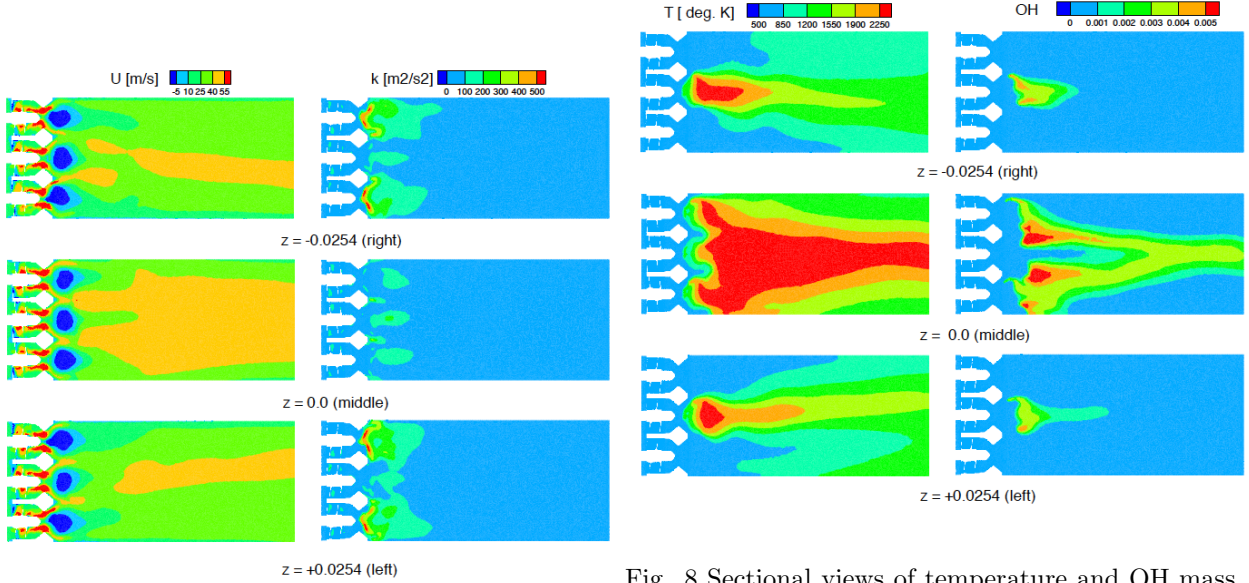 U [m/s]
-5 10 25 40 55
k [m2/s2]
0 100 200 300 400 500
z = -0.0254 (right)
z = 0.0 (middle)
z = +0.0254 (left)
T [ deg. K]
500 850 1200 1550 1900 2250
OH
0 0.001 0.002 0.003 0.004 0.005
z = -0.0254 (right)
z = 0.0 (middle)
z = +0.0254 (left)
Fig. 8 Sectional views of temperature and OH mass